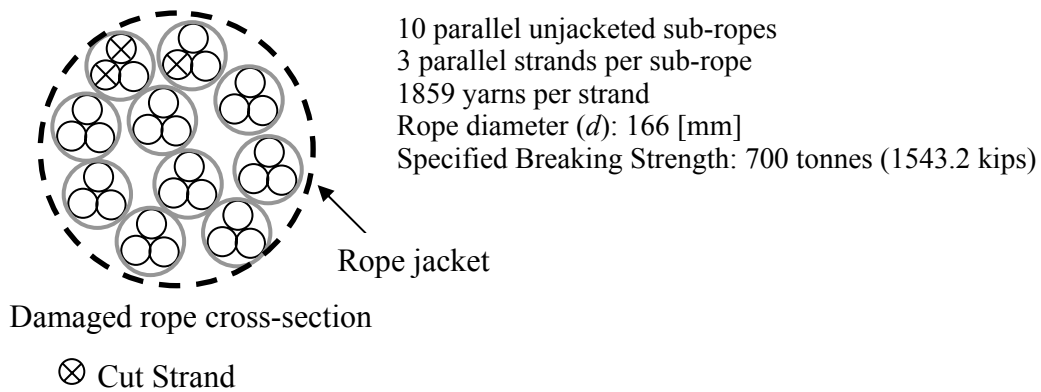 10 parallel unjacketed sub-ropes
3 parallel strands per sub-rope
1859 yarns per strand
Rope diameter (d): 166 [mm]
Specified Breaking Strength: 700 tonnes (1543.2 kips)
Rope jacket
Damaged rope cross-section
Cut Strand